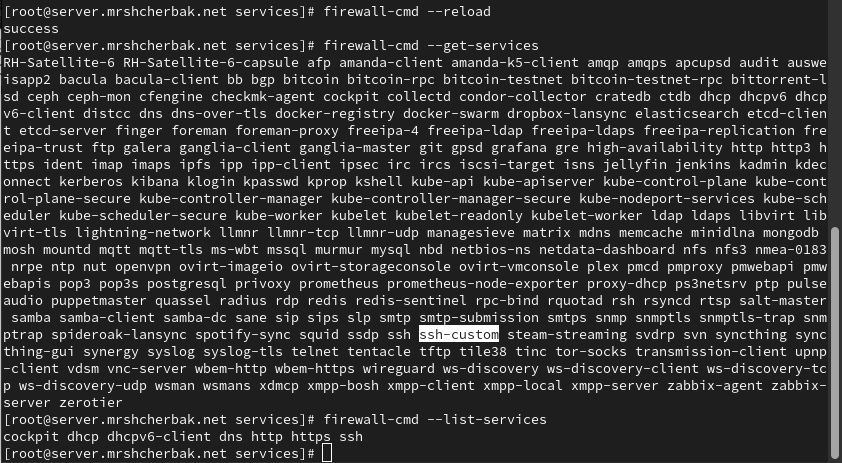 [root@server.mrshcherbak.net services]# firewall-cmd --reload
success
[root@server.mrshcherbak.net services]# firewall-cmd --get-services
RH-Satellite-6 RH-Satellite-6-capsule afp amanda-client amanda-k5-client amqp amqps apcupsd audit auswe
isapp2 bacula bacula-client bb bgp bitcoin bitcoin-rpc bitcoin-testnet bitcoin-testnet-rpc bittorrent-l
sd ceph ceph-mon cfengine checkmk-agent cockpit collectd condor-collector cratedb ctdb dhcp dhcpv6 dhcp
v6-client distcc dns dns-over-tls docker-registry docker-swarm dropbox-lansync elasticsearch etcd-clien
t etcd-server finger foreman foreman-proxy freeipa-4 freeipa-ldap freeipa-ldaps freeipa-replication fre
eipa-trust ftp galera ganglia-client ganglia-master git gpsd grafana gre high-availability http http3 h
ttps ident imap imaps ipfs ipp ipp-client ipsec irc ircs iscsi-target isns jellyfin jenkins kadmin kdec
onnect kerberos kibana klogin kpasswd kprop kshell kube-api kube-apiserver kube-control-plane kube-cont
rol-plane-secure kube-controller-manager kube-controller-manager-secure kube-nodeport-services kube-sch
eduler kube-scheduler-secure kube-worker kubelet kubelet-readonly kubelet-worker ldap ldaps libvirt lib
virt-tls lightning-network llmnr llmnr-tcp llmnr-udp managesieve matrix mdns memcache minidlna mongodb
mosh mountd mqtt mqtt-tls ms-wbt mssql murmur mysql nbd netbios-ns netdata-dashboard nfs nfs3 nmea-0183
nrpe ntp nut openvpn ovirt-imageio ovirt-storageconsole ovirt-vmconsole plex pmcd pmproxy pmwebapi pmw
ebapis pop3 pop3s postgresql privoxy prometheus prometheus-node-exporter proxy-dhcp ps3netsrv ptp pulse
audio puppetmaster quassel radius rdp redis redis-sentinel rpc-bind rquotad rsh rsyncd rtsp salt-master
samba samba-client samba-dc sane sip sips slp smtp smtp-submission smtps snmp snmptls snmptls-trap snm
ptrap spideroak-lansync spotify-sync squid ssdp ssh ssh-custom steam-streaming svdrp svn syncthing sync
thing-gui synergy syslog syslog-tls telnet tentacle tftp tile38 tinc tor-socks transmission-client upnp
-client vdsm vnc-server wbem-http wbem-https wireguard ws-discovery ws-discovery-client ws-discovery-tc
p ws-discovery-udp wsman wsmans xdmcp xmpp-bosh xmpp-client xmpp-local xmpp-server zabbix-agent zabbix-
server zerotier
[root@server.mrshcherbak.net services]# firewall-cmd --list-services
cockpit dhcp dhcpv6-client dns http https ssh
[root@server.mrshcherbak.net services]#